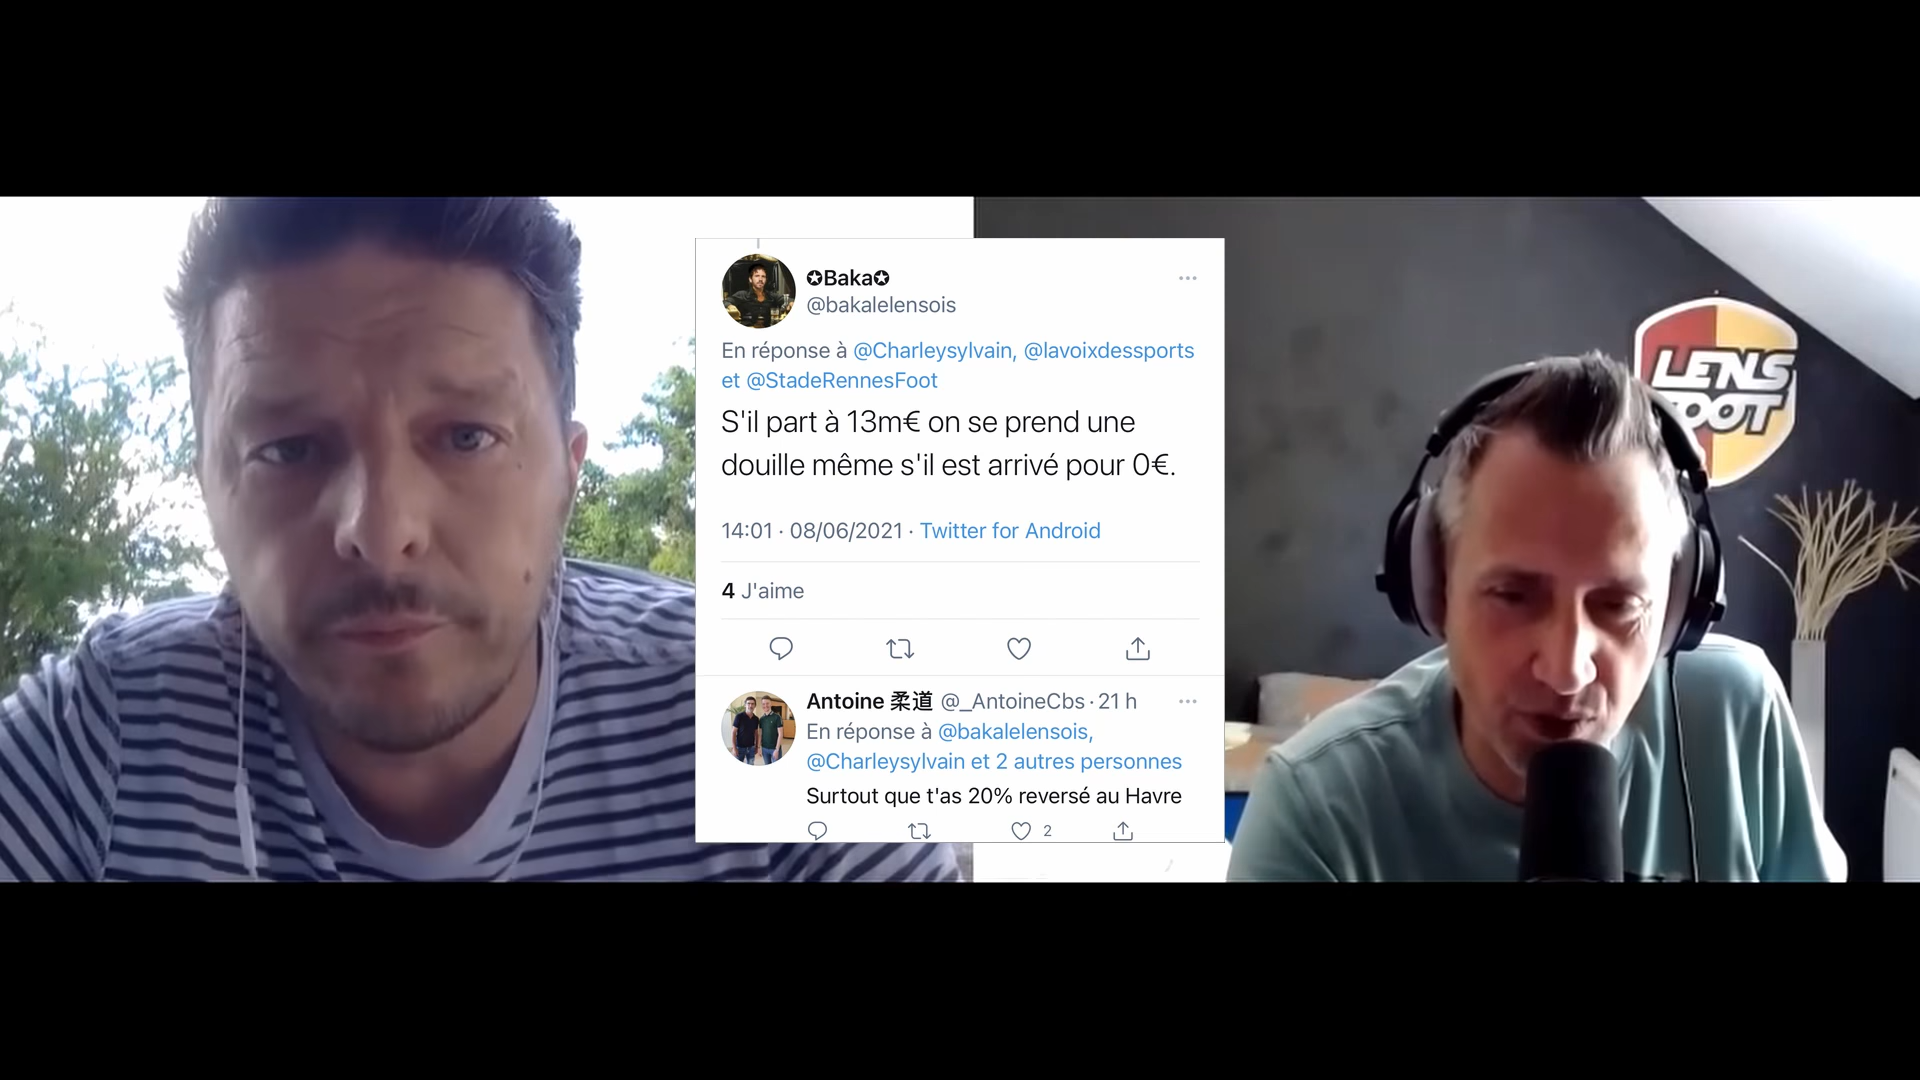 ✪Baka✪
@bakalelensois
En réponse à @Charleysylvain, @lavoixdessports
et @StadeRennesFoot
S'il part à 13m€ on se prend une
douille même s'il est arrivé pour 0€.
14:01 · 08/06/2021 · Twitter for Android
4 J'aime
Antoine 柔道 @_AntoineCbs · 21 h
En réponse à @bakalelensois,
@Charleysylvain et 2 autres personnes
Surtout que t'as 20% reversé au Havre
2
LENS
FOOT